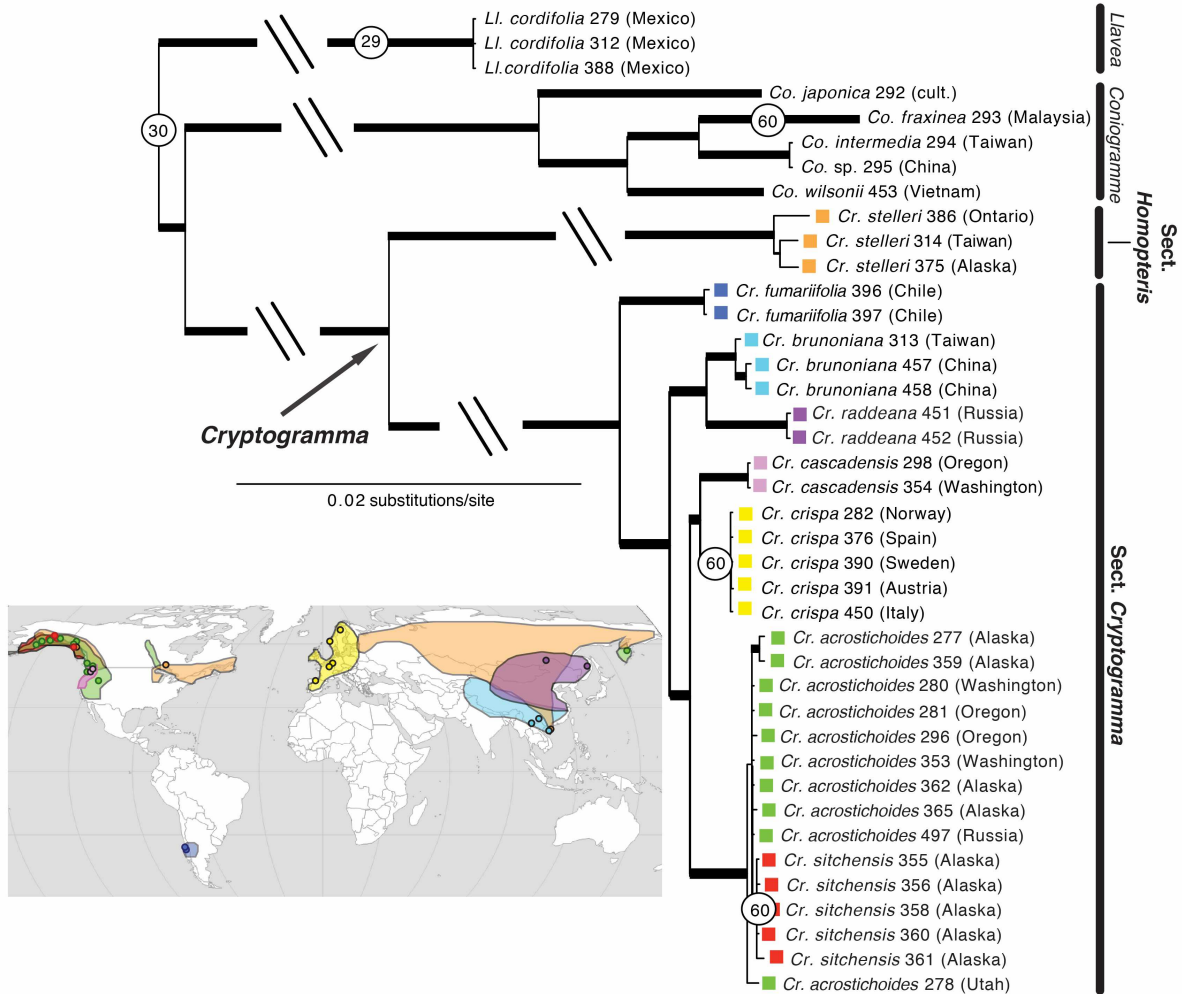 Ll. cordifolia 279 (Mexico)
29
Ll. cordifolia 312 (Mexico)
Ll.cordifolia 388 (Mexico)
Llavea
Co. japonica 292 (cult.)
60
Co. fraxinea 293 (Malaysia)
30
Co. intermedia 294 (Taiwan)
Co. sp. 295 (China)
Co. wilsonii 453 (Vietnam)
Coniogramme
Cr. stelleri 386 (Ontario)
Cr. stelleri 314 (Taiwan)
Cr. stelleri 375 (Alaska)
Sect.
Homopteris
Cr. fumariifolia 396 (Chile)
Cr. fumariifolia 397 (Chile)
Cr. brunoniana 313 (Taiwan)
Cr. brunoniana 457 (China)
Cr. brunoniana 458 (China)
Cr. raddeana 451 (Russia)
Cr. raddeana 452 (Russia)
Cryptogramma
Cr. cascadensis 298 (Oregon)
Cr. cascadensis 354 (Washington)
0.02 substitutions/site
Cr. crispa 282 (Norway)
Cr. crispa 376 (Spain)
60
Cr. crispa 390 (Sweden)
Cr. crispa 391 (Austria)
Cr. crispa 450 (Italy)
Cr. acrostichoides 277 (Alaska)
Cr. acrostichoides 359 (Alaska)
Cr. acrostichoides 280 (Washington)
Cr. acrostichoides 281 (Oregon)
Cr. acrostichoides 296 (Oregon)
Cr. acrostichoides 353 (Washington)
Cr. acrostichoides 362 (Alaska)
Cr. acrostichoides 365 (Alaska)
Cr. acrostichoides 497 (Russia)
Cr. sitchensis 355 (Alaska)
Cr. sitchensis 356 (Alaska)
60
Cr. sitchensis 358 (Alaska)
Cr. sitchensis 360 (Alaska)
Cr. sitchensis 361 (Alaska)
Cr. acrostichoides 278 (Utah)
Sect. Cryptogramma